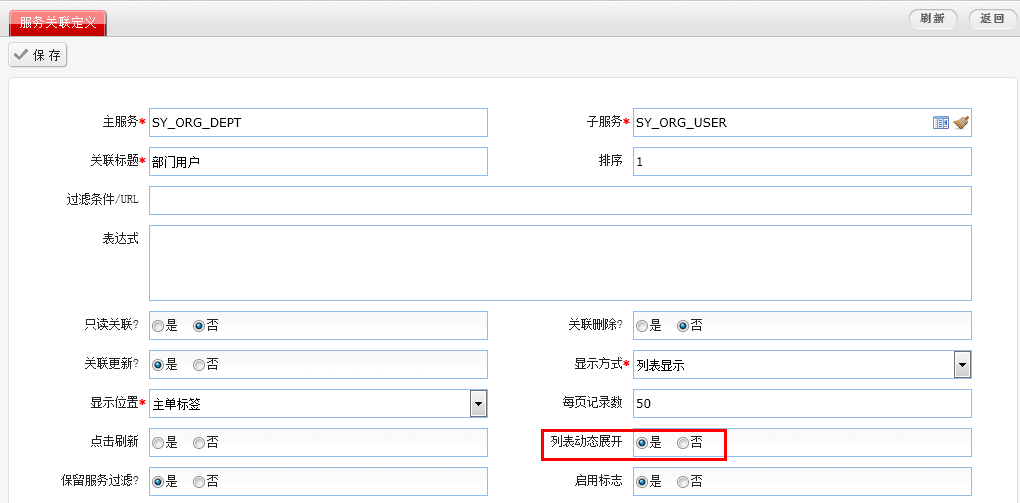 服务关联定义 刷新 返回
保存
主服务* SY_ORG_DEPT 子服务* SY_ORG_USER
关联标题* 部门用户 排序 1
过滤条件/URL
表达式
只读关联? 是 否 关联删除? 是 否
关联更新? 是 否 显示方式* 列表显示
显示位置* 主单标签 每页记录数 50
点击刷新 是 否 列表动态展开 是 否
保留服务过滤? 是 否 启用标志 是 否